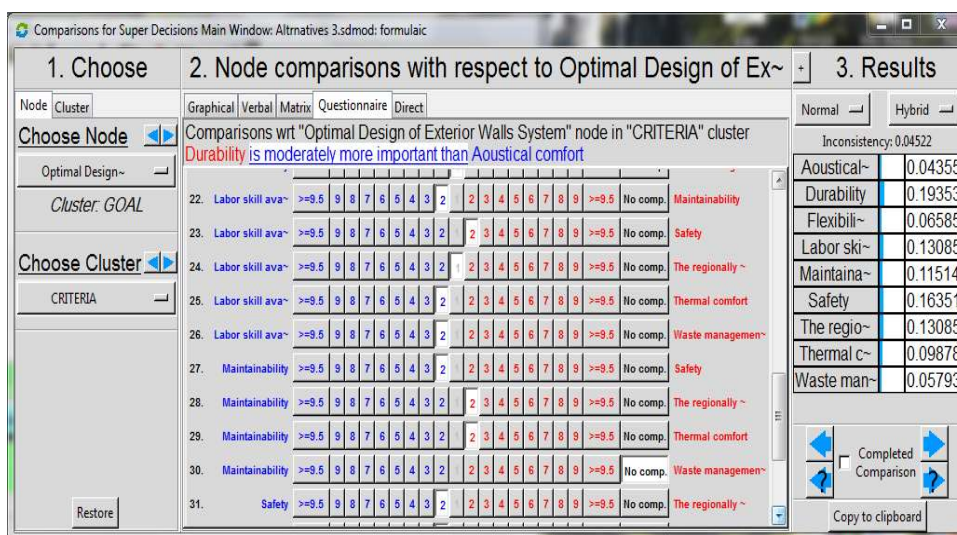 Comparisons for Super Decisions Main Window: Altrnatives 3.sdmod: formulaic
1. Choose
Node Cluster
Choose Node
Optimal Design~
Cluster: GOAL
Choose Cluster
CRITERIA
Restore
2. Node comparisons with respect to Optimal Design of Ex~
Graphical Verbal Matrix Questionnaire Direct
Comparisons wrt "Optimal Design of Exterior Walls System" node in "CRITERIA" cluster
Durability is moderately more important than Aoustical comfort
22. Labor skill ava~ >=9.5 9 8 7 6 5 4 3 2 1 2 3 4 5 6 7 8 9 >=9.5 No comp. Maintainability
23. Labor skill ava~ >=9.5 9 8 7 6 5 4 3 2 1 2 3 4 5 6 7 8 9 >=9.5 No comp. Safety
24. Labor skill ava~ >=9.5 9 8 7 6 5 4 3 2 1 2 3 4 5 6 7 8 9 >=9.5 No comp. The regionally ~
25. Labor skill ava~ >=9.5 9 8 7 6 5 4 3 2 1 2 3 4 5 6 7 8 9 >=9.5 No comp. Thermal comfort
26. Labor skill ava~ >=9.5 9 8 7 6 5 4 3 2 1 2 3 4 5 6 7 8 9 >=9.5 No comp. Waste managemen~
27. Maintainability >=9.5 9 8 7 6 5 4 3 2 1 2 3 4 5 6 7 8 9 >=9.5 No comp. Safety
28. Maintainability >=9.5 9 8 7 6 5 4 3 2 1 2 3 4 5 6 7 8 9 >=9.5 No comp. The regionally ~
29. Maintainability >=9.5 9 8 7 6 5 4 3 2 1 2 3 4 5 6 7 8 9 >=9.5 No comp. Thermal comfort
30. Maintainability >=9.5 9 8 7 6 5 4 3 2 1 2 3 4 5 6 7 8 9 >=9.5 No comp. Waste managemen~
31. Safety >=9.5 9 8 7 6 5 4 3 2 1 2 3 4 5 6 7 8 9 >=9.5 No comp. The regionally ~
+ 3. Results
Normal Hybrid
Inconsistency: 0.04522
Aoustical~ 0.04355
Durability 0.19353
Flexibili~ 0.06585
Labor ski~ 0.13085
Maintaina~ 0.11514
Safety 0.16351
The regio~ 0.13085
Thermal c~ 0.09878
Waste man~ 0.05793
Completed
Comparison
? ?
Copy to clipboard